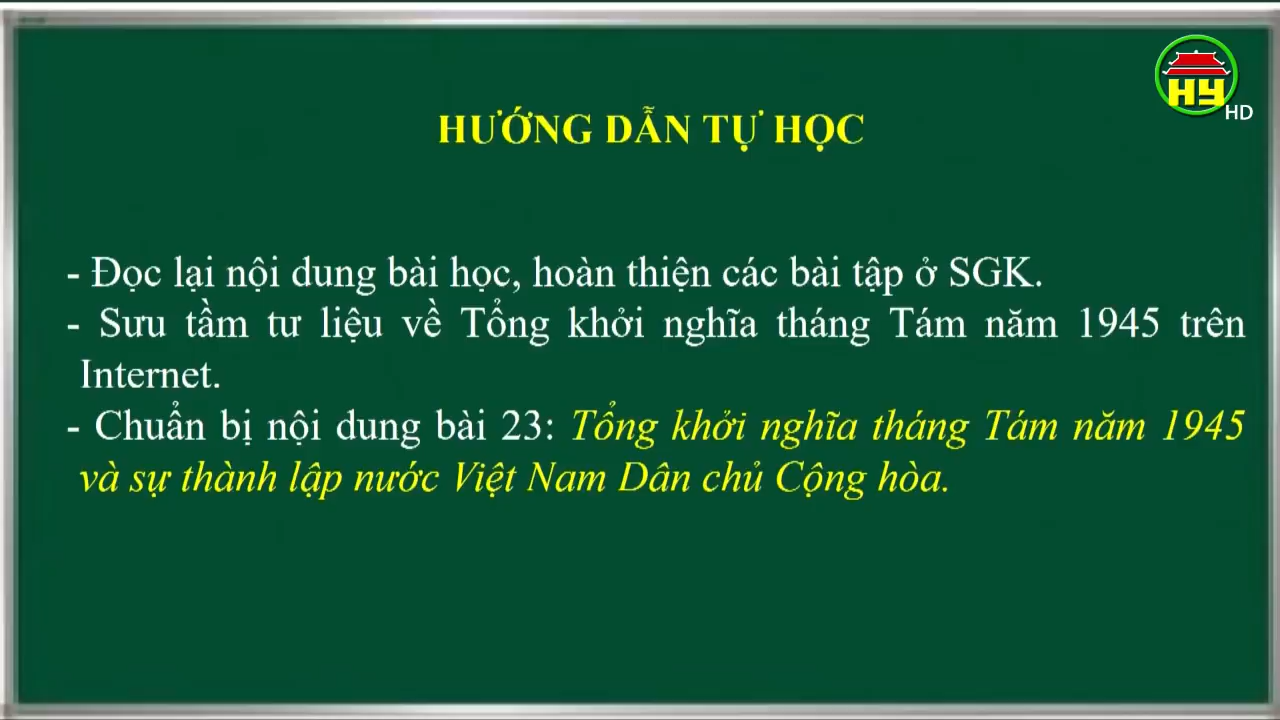 HY
HD
HƯỚNG DẪN TỰ HỌC
- Đọc lại nội dung bài học, hoàn thiện các bài tập ở SGK.
- Sưu tầm tư liệu về Tổng khởi nghĩa tháng Tám năm 1945 trên
Internet.
- Chuẩn bị nội dung bài 23: Tổng khởi nghĩa tháng Tám năm 1945
và sự thành lập nước Việt Nam Dân chủ Cộng hòa.